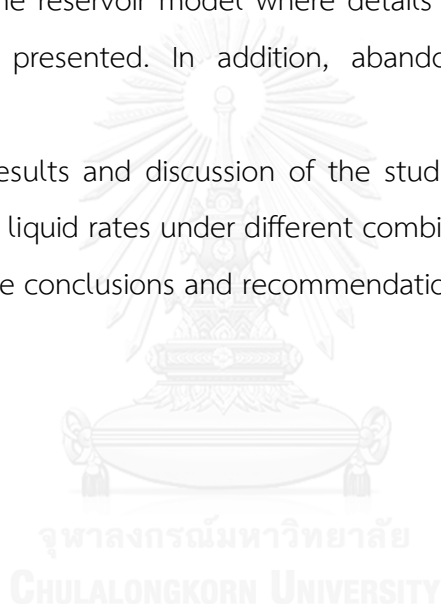 he reservoir model where details
presented. In addition, abando
esults and discussion of the stud
liquid rates under different combi
e conclusions and recommendatio
จุฬาลงกรณ์มหาวิทยาลัย
CHULALONGKORN UNIVERSITY